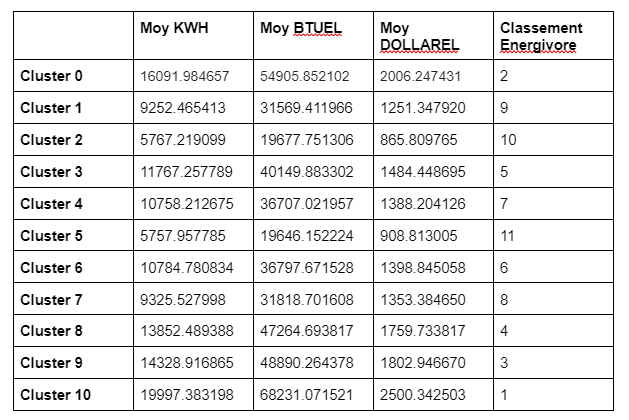 Moy KWH Moy BTUEL Moy DOLLAREL Classement Energivore
Cluster 0 16091.984657 54905.852102 2006.247431 2
Cluster 1 9252.465413 31569.411966 1251.347920 9
Cluster 2 5767.219099 19677.751306 865.809765 10
Cluster 3 11767.257789 40149.883302 1484.448695 5
Cluster 4 10758.212675 36707.021957 1388.204126 7
Cluster 5 5757.957785 19646.152224 908.813005 11
Cluster 6 10784.780834 36797.671528 1398.845058 6
Cluster 7 9325.527998 31818.701608 1353.384650 8
Cluster 8 13852.489388 47264.693817 1759.733817 4
Cluster 9 14328.916865 48890.264378 1802.946670 3
Cluster 10 19997.383198 68231.071521 2500.342503 1